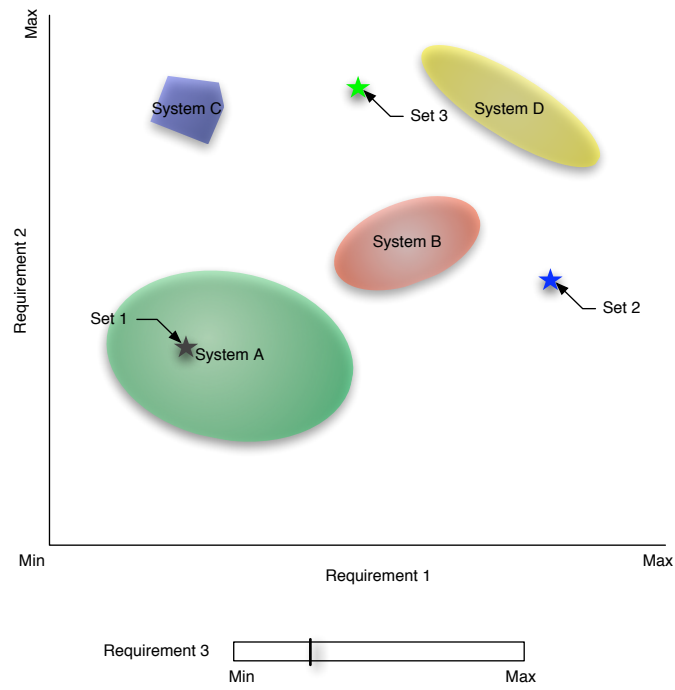 Max
System C
System D
Set 3
Requirement 2
System B
Set 2
Set 1
System A
Min
Max
Requirement 1
Requirement 3
Min
Max